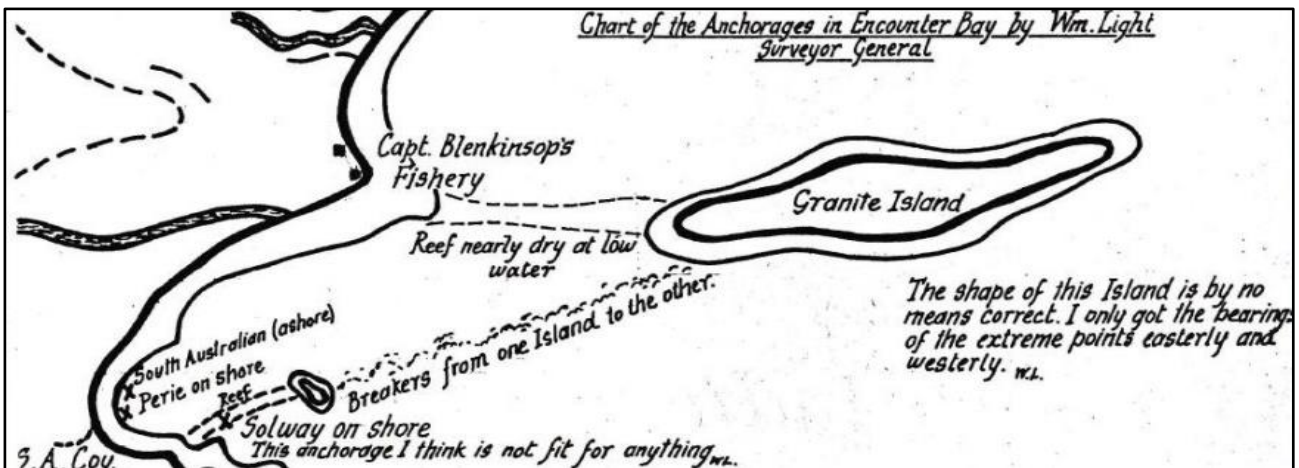 Chart of the Anchorages in Encounter Bay by Wm. Light
Surveyor General
Capt. Blenkinsop's
Fishery
Granite Island
Reef nearly dry at low
water
The shape of this Island is by no
means correct. I only got the bearings
of the extreme points easterly and
westerly. W.L.
Breakers from one Island to the other.
South Australian (ashore)
Perie on shore
Reef
Solway on shore
This anchorage I think is not fit for anything W.L.
S.A. Coy.